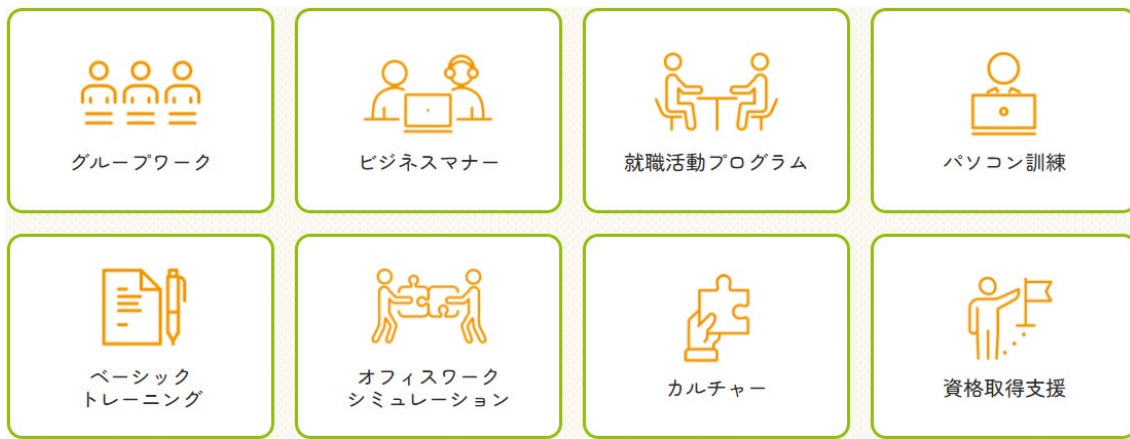 グループワーク
ビジネスマナー
就職活動プログラム
パソコン訓練
ベーシック
トレーニング
オフィスワーク
シミュレーション
カルチャー
資格取得支援